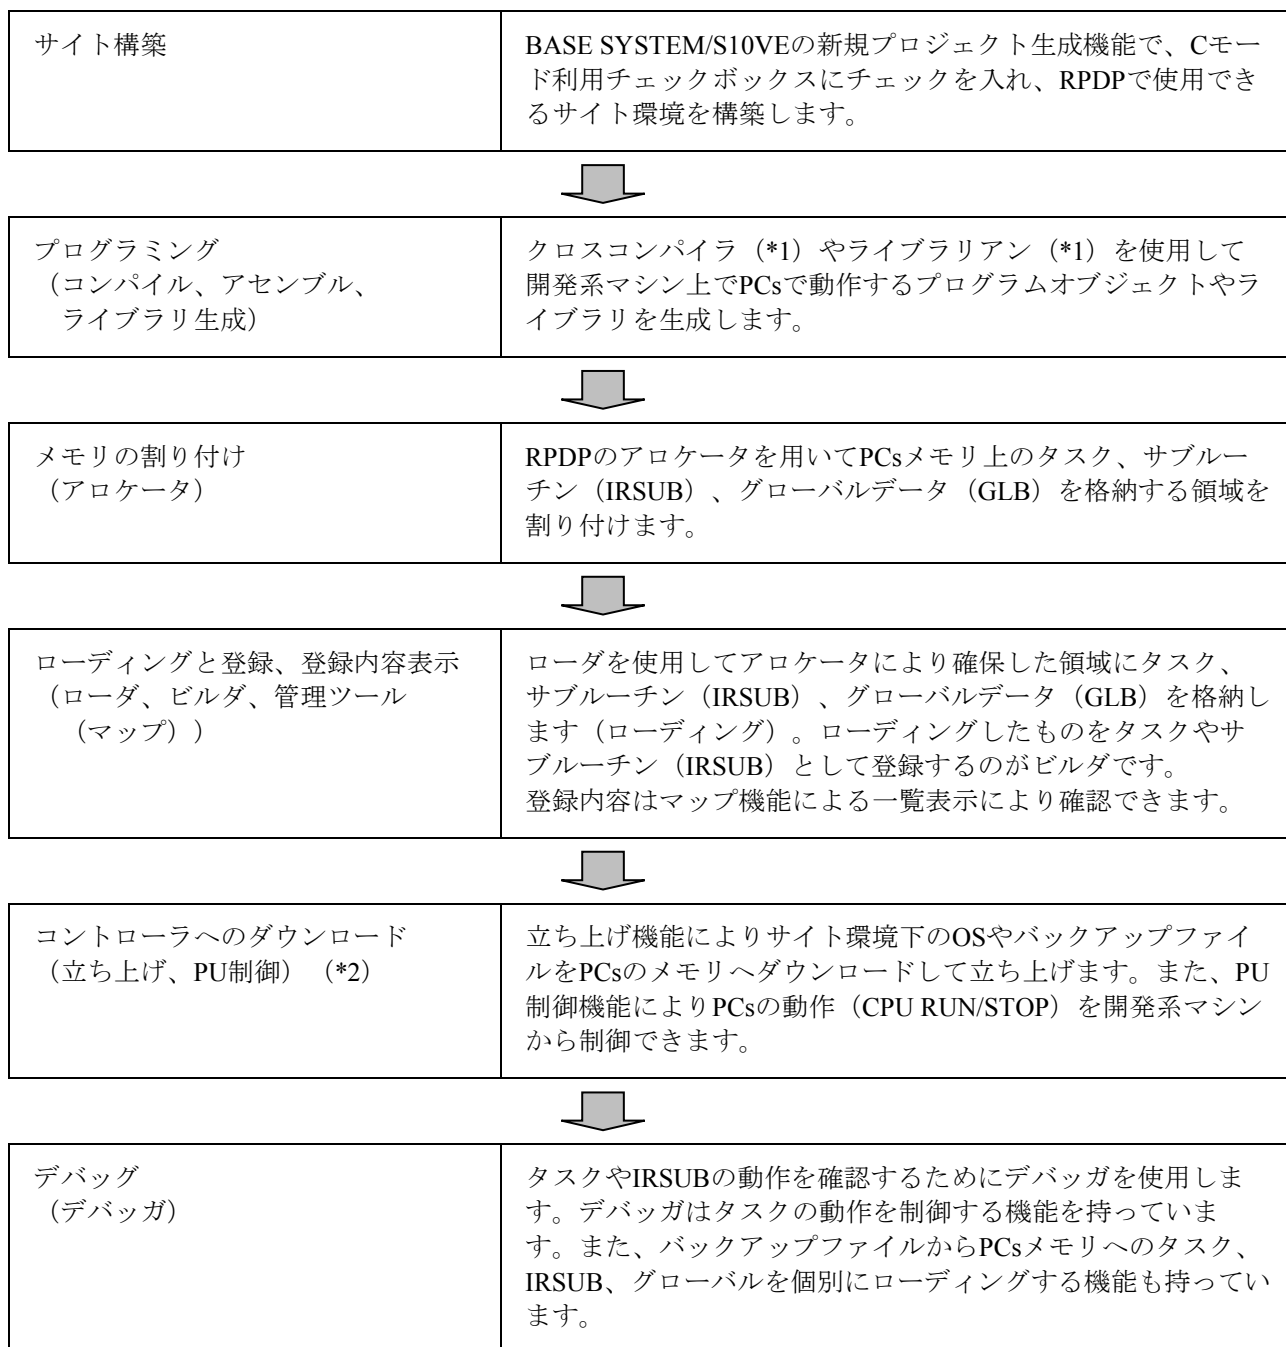 サイト構築
BASE SYSTEM/S10VEの新規プロジェクト生成機能で、Cモー
ド利用チェックボックスにチェックを入れ、RPDPで使用でき
るサイト環境を構築します。
プログラミング
（コンパイル、アセンブル、
ライブラリ生成）
クロスコンパイラ（*1）やライブラリアン（*1）を使用して
開発系マシン上でPCsで動作するプログラムオブジェクトやラ
イブラリを生成します。
メモリの割り付け
（アロケータ）
RPDPのアロケータを用いてPCsメモリ上のタスク、サブルー
チン（IRSUB）、グローバルデータ（GLB）を格納する領域を
割り付けます。
ローディングと登録、登録内容表示
（ローダ、ビルダ、管理ツール
（マップ））
ローダを使用してアロケータにより確保した領域にタスク、
サブルーチン（IRSUB）、グローバルデータ（GLB）を格納し
ます（ローディング）。ローディングしたものをタスクやサ
ブルーチン（IRSUB）として登録するのがビルダです。
登録内容はマップ機能による一覧表示により確認できます。
コントローラへのダウンロード
（立ち上げ、PU制御）（*2）
立ち上げ機能によりサイト環境下のOSやバックアップファイ
ルをPCsのメモリへダウンロードして立ち上げます。また、PU
制御機能によりPCsの動作（CPU RUN/STOP）を開発系マシン
から制御できます。
デバッグ
（デバッガ）
タスクやIRSUBの動作を確認するためにデバッガを使用しま
す。デバッガはタスクの動作を制御する機能を持っていま
す。また、バックアップファイルからPCsメモリへのタスク、
IRSUB、グローバルを個別にローディングする機能も持ってい
ます。